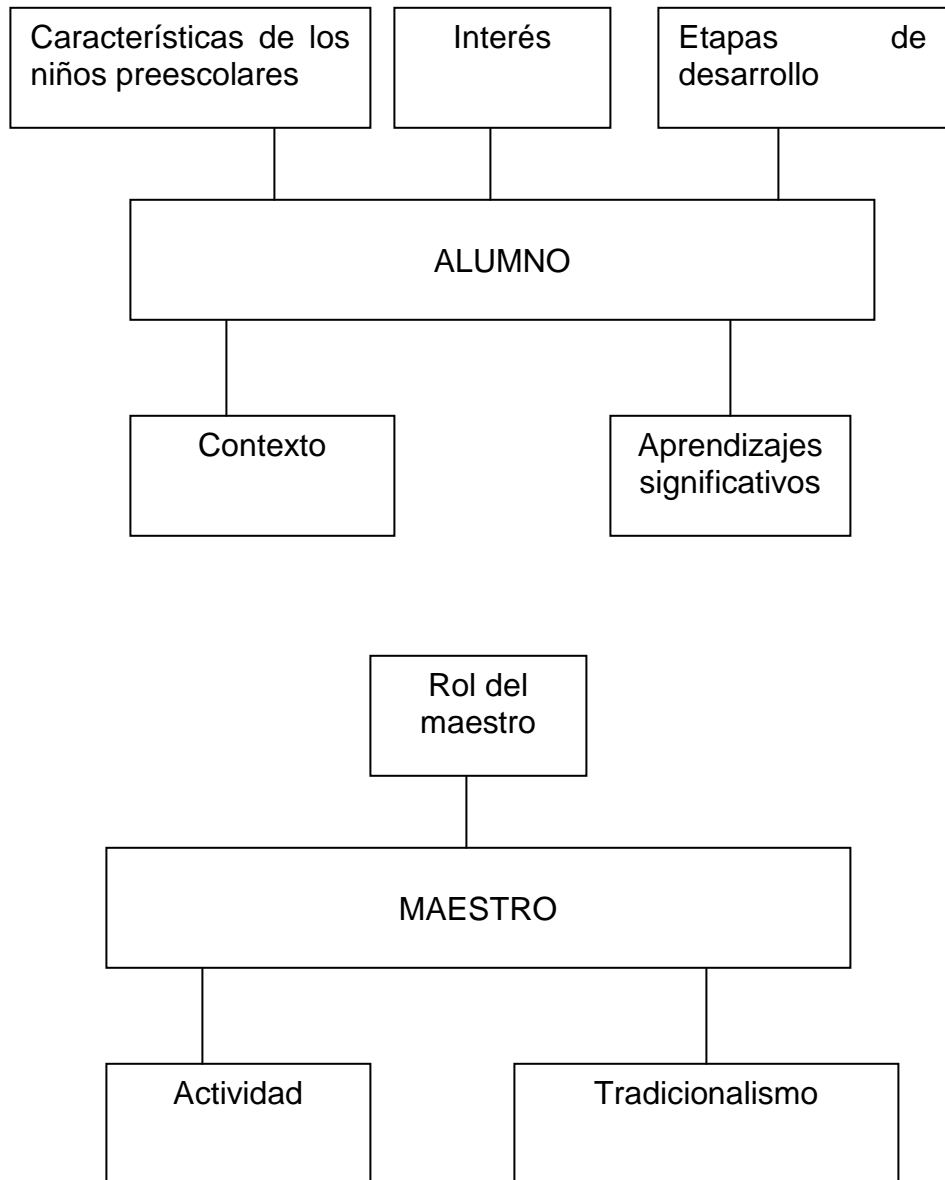 Características de los
niños preescolares
Interés
Etapas de
desarrollo
ALUMNO
Contexto
Aprendizajes
significativos
Rol del
maestro
MAESTRO
Actividad
Tradicionalismo